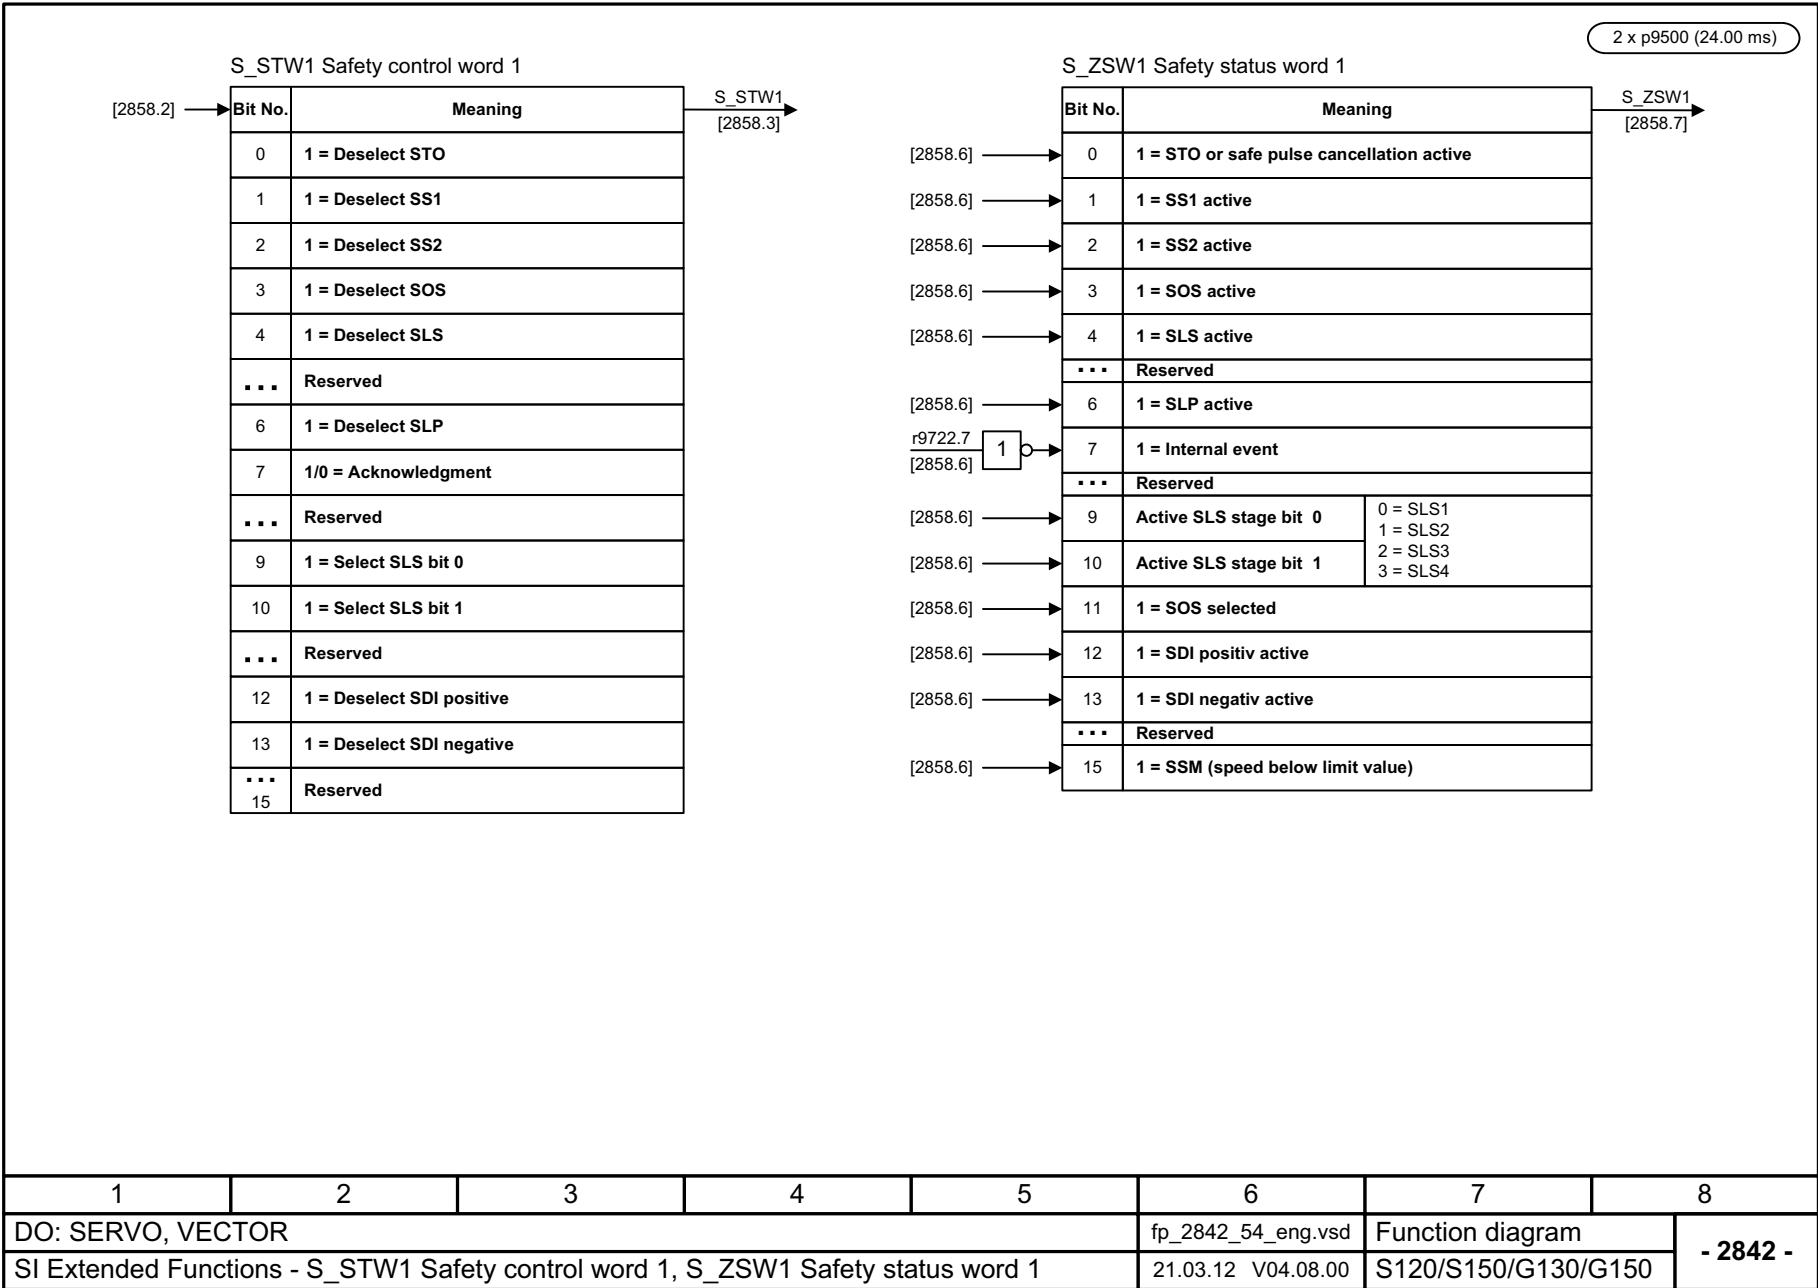 2 x p9500 (24.00 ms)
S_STW1 Safety control word 1
[2858.2] Bit No. Meaning S_STW1
[2858.3]
0 1 = Deselect STO
1 1 = Deselect SS1
2 1 = Deselect SS2
3 1 = Deselect SOS
4 1 = Deselect SLS
... Reserved
6 1 = Deselect SLP
7 1/0 = Acknowledgment
... Reserved
9 1 = Select SLS bit 0
10 1 = Select SLS bit 1
... Reserved
12 1 = Deselect SDI positive
13 1 = Deselect SDI negative
...
15 Reserved
S_ZSW1 Safety status word 1
Bit No. Meaning S_ZSW1
[2858.7]
[2858.6] 0 1 = STO or safe pulse cancellation active
[2858.6] 1 1 = SS1 active
[2858.6] 2 1 = SS2 active
[2858.6] 3 1 = SOS active
[2858.6] 4 1 = SLS active
... Reserved
[2858.6] 6 1 = SLP active
r9722.7
[2858.6] 1 7 1 = Internal event
... Reserved
[2858.6] 9 Active SLS stage bit 0
[2858.6] 10 Active SLS stage bit 1
0 = SLS1
1 = SLS2
2 = SLS3
3 = SLS4
[2858.6] 11 1 = SOS selected
[2858.6] 12 1 = SDI positiv active
[2858.6] 13 1 = SDI negativ active
... Reserved
[2858.6] 15 1 = SSM (speed below limit value)
1 2 3 4 5 6 7 8
DO: SERVO, VECTOR fp_2842_54_eng.vsd Function diagram
SI Extended Functions - S_STW1 Safety control word 1, S_ZSW1 Safety status word 1 21.03.12 V04.08.00 S120/S150/G130/G150
- 2842 -